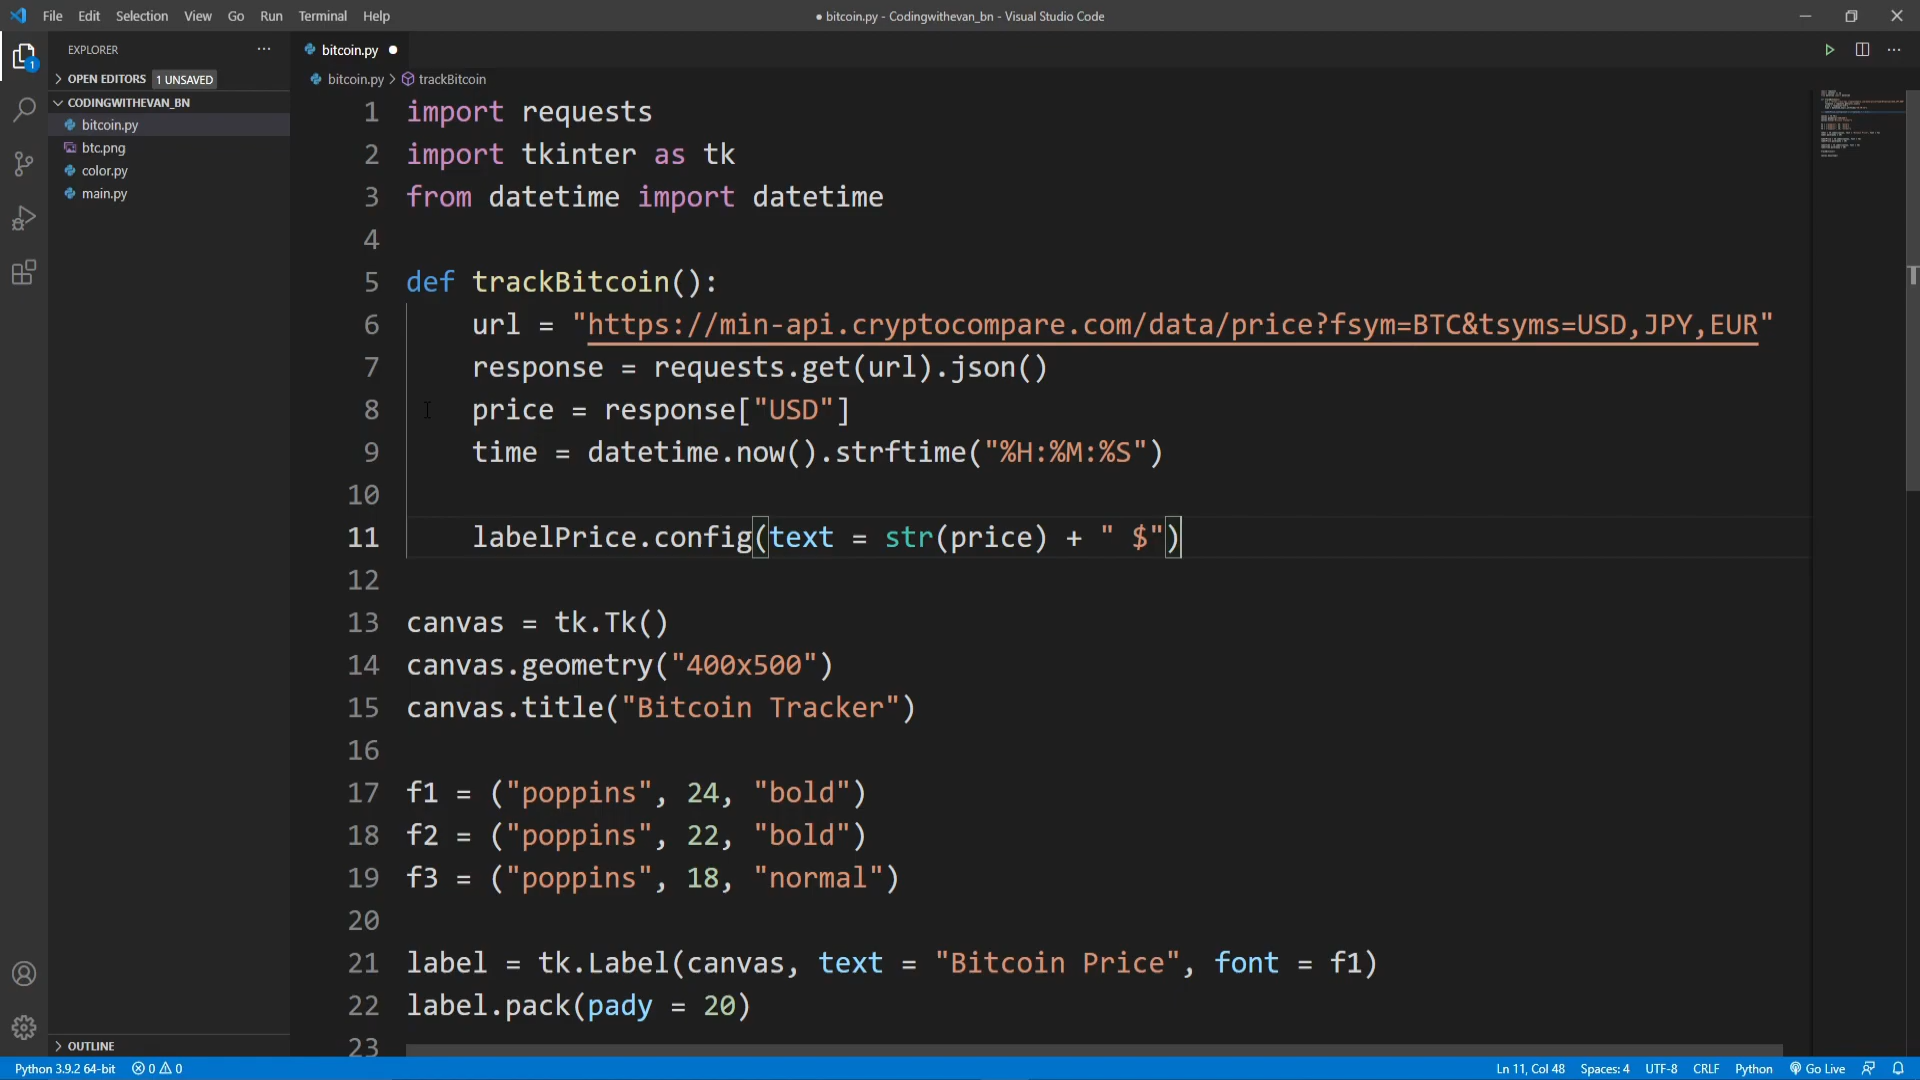 File Edit Selection View Go Run Terminal Help
● bitcoin.py - Codingwithevan_bn - Visual Studio Code
EXPLORER
OPEN EDITORS 1 UNSAVED
CODINGWITHEVAN_BN
bitcoin.py
btc.png
color.py
main.py
OUTLINE
1
bitcoin.py
bitcoin.py > trackBitcoin
1 import requests
2 import tkinter as tk
3 from datetime import datetime
4
5 def trackBitcoin():
6     url = "https://min-api.cryptocompare.com/data/price?fsym=BTC&tsyms=USD,JPY,EUR"
7     response = requests.get(url).json()
8     price = response["USD"]
9     time = datetime.now().strftime("%H:%M:%S")
10
11     labelPrice.config(text = str(price) + " $")
12
13 canvas = tk.Tk()
14 canvas.geometry("400x500")
15 canvas.title("Bitcoin Tracker")
16
17 f1 = ("poppins", 24, "bold")
18 f2 = ("poppins", 22, "bold")
19 f3 = ("poppins", 18, "normal")
20
21 label = tk.Label(canvas, text = "Bitcoin Price", font = f1)
22 label.pack(pady = 20)
23
Python 3.9.2 64-bit 0 0 Ln 11, Col 48 Spaces: 4 UTF-8 CRLF Python Go Live